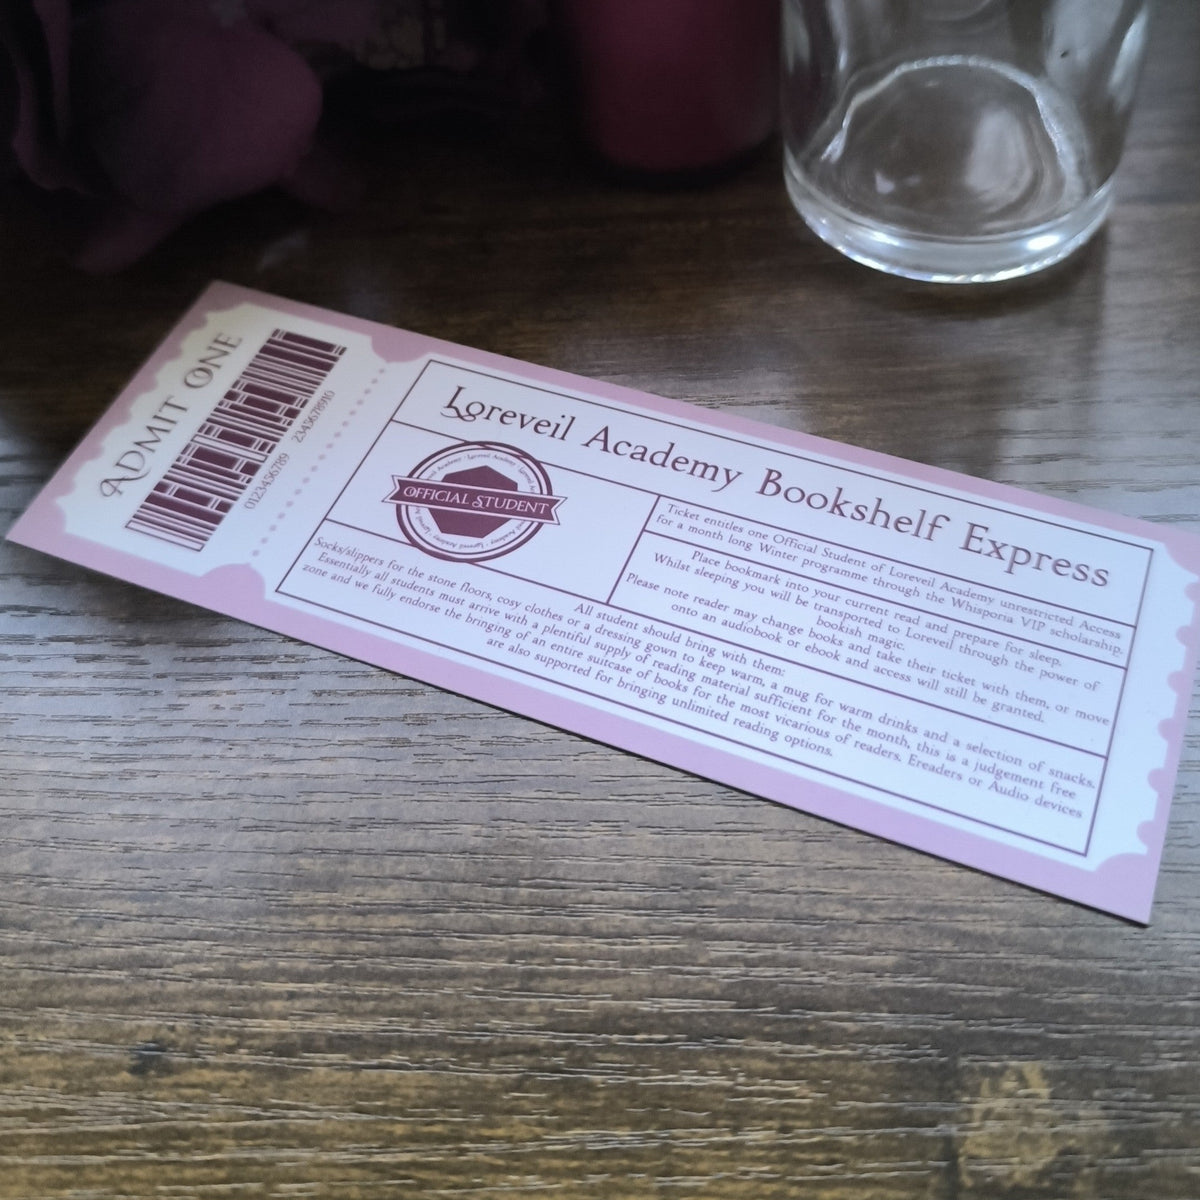 ADMIT ONE
0123456789 2345678910
Loreveil Academy Bookshelf Express
OFFICIAL STUDENT
Loreveil Academy
Ticket entitles one Official Student of Loreveil Academy unrestricted Access
for a month long Winter programme through the Whisporia VIP scholarship.
Place bookmark into your current read and prepare for sleep.
Whilst sleeping you will be transported to Loreveil through the power of
bookish magic.
Please note reader may change books and take their ticket with them, or move
onto an audiobook or ebook and access will still be granted.
All student should bring with them:
Socks/slippers for the stone floors, cosy clothes or a dressing gown to keep warm, a mug for warm drinks and a selection of snacks.
Essentially all students must arrive with a plentiful supply of reading material sufficient for the month, this is a judgement free
zone and we fully endorse the bringing of an entire suitcase of books for the most vicarious of readers. Ereaders or Audio devices
are also supported for bringing unlimited reading options.